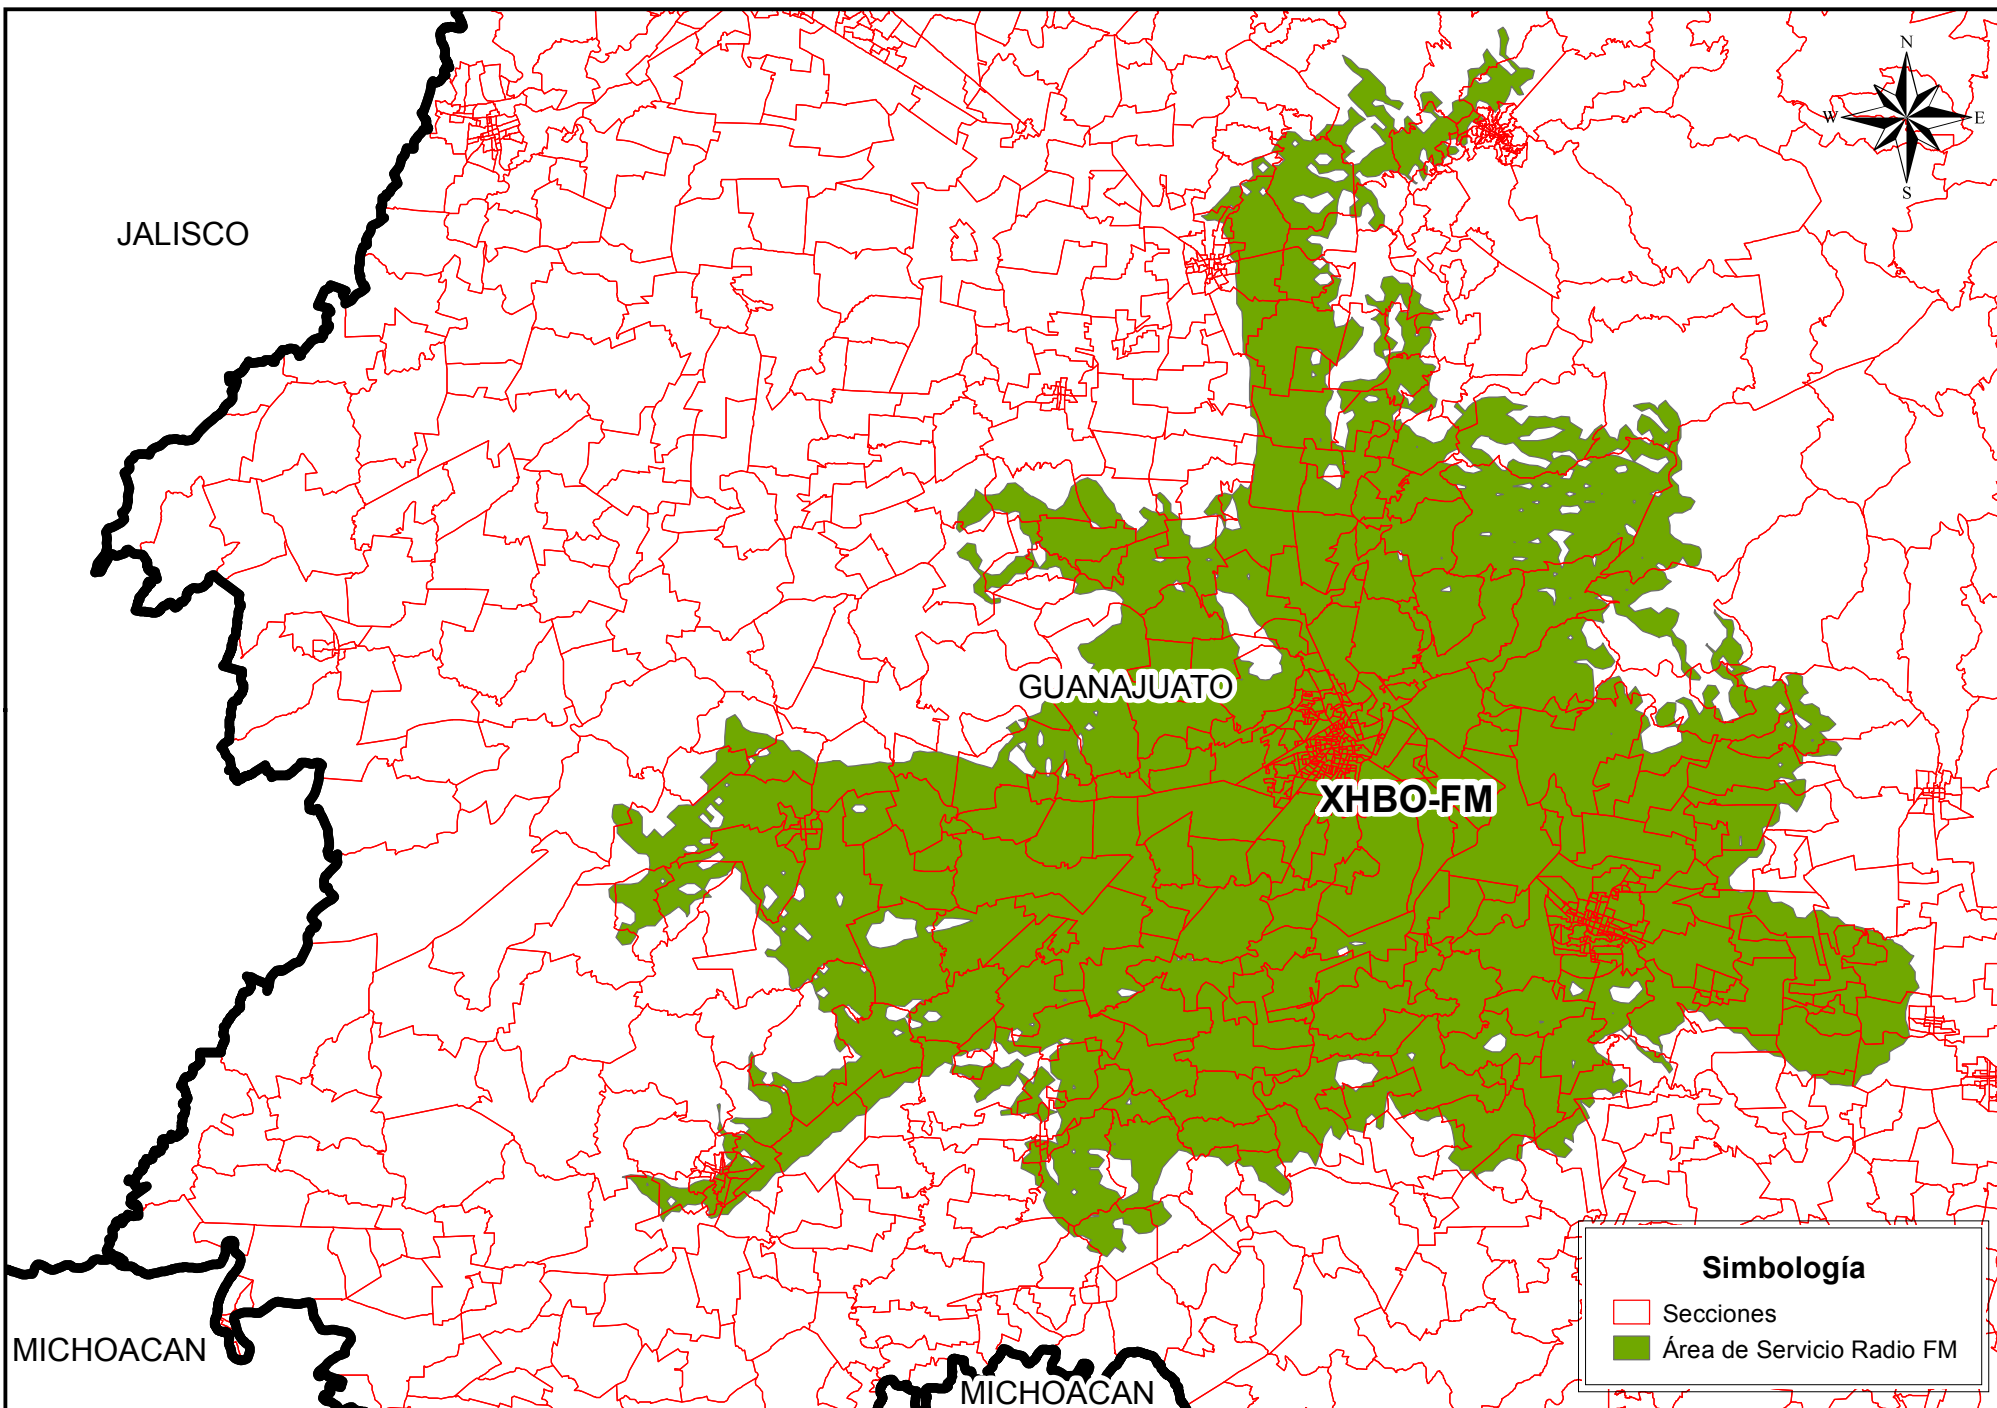 N
W
E
S
JALISCO
GUANAJUATO
XHBO-FM
Simbología
Secciones
Área de Servicio Radio FM
MICHOACAN
MICHOACAN